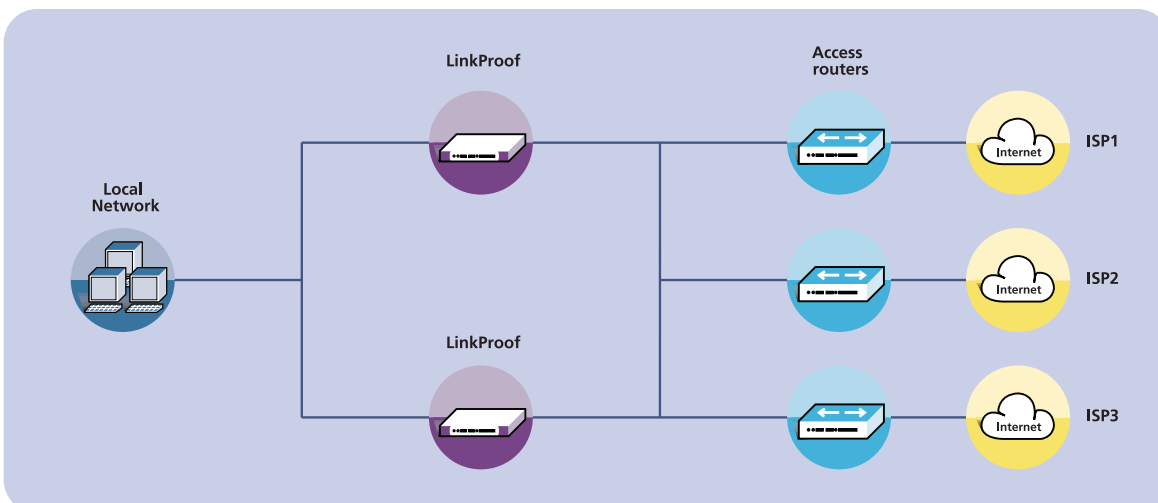 LinkProof
Access
routers
Internet
ISP1
Local
Network
Internet
ISP2
LinkProof
Internet
ISP3